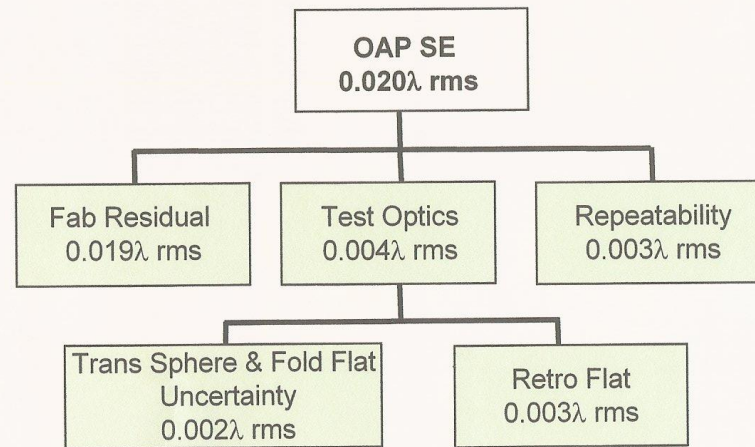 OAP SE
0.020λ rms
Fab Residual
0.019λ rms
Test Optics
0.004λ rms
Repeatability
0.003λ rms
Trans Sphere & Fold Flat
Uncertainty
0.002λ rms
Retro Flat
0.003λ rms